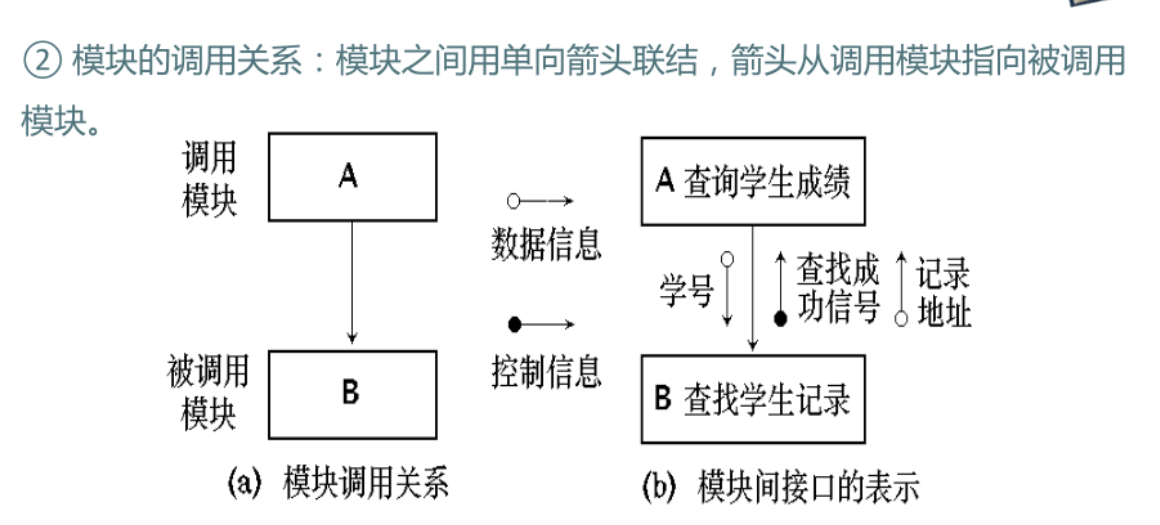 ② 模块的调用关系：模块之间用单向箭头联结，箭头从调用模块指向被调用
模块。
调用
模块
A
数据信息
控制信息
被调用
模块
B
(a) 模块调用关系
A 查询学生成绩
学号
查找成
功信号
记录
地址
B 查找学生记录
(b) 模块间接口的表示